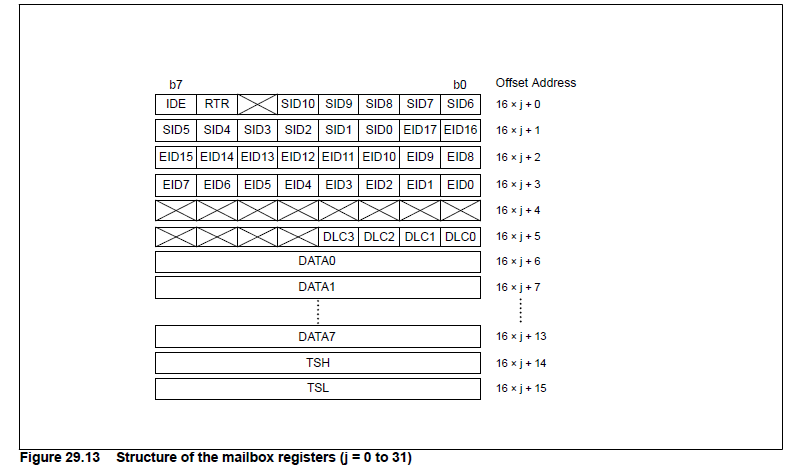 b7 b0 Offset Address
IDE RTR SID10 SID9 SID8 SID7 SID6 16 × j + 0
SID5 SID4 SID3 SID2 SID1 SID0 EID17 EID16 16 × j + 1
EID15 EID14 EID13 EID12 EID11 EID10 EID9 EID8 16 × j + 2
EID7 EID6 EID5 EID4 EID3 EID2 EID1 EID0 16 × j + 3
16 × j + 4
DLC3 DLC2 DLC1 DLC0 16 × j + 5
DATA0 16 × j + 6
DATA1 16 × j + 7
DATA7 16 × j + 13
TSH 16 × j + 14
TSL 16 × j + 15
Figure 29.13 Structure of the mailbox registers (j = 0 to 31)